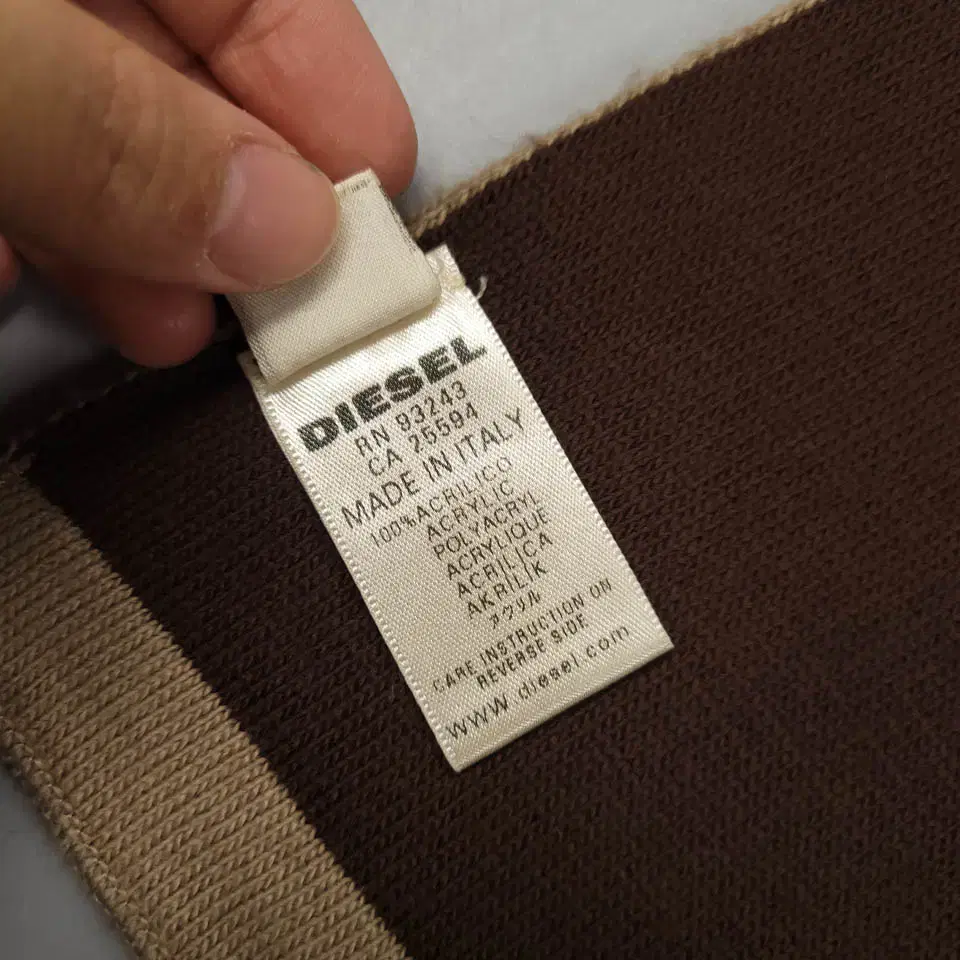 DIESEL
RN 93243
CA 25594
MADE IN ITALY
100%ACRILICO
ACRYLIC
POLYACRYL
ACRYLIQUE
ACRILICA
AKRILIK
アクリル
CARE INSTRUCTION ON
REVERSE SIDE
www.diesel.com